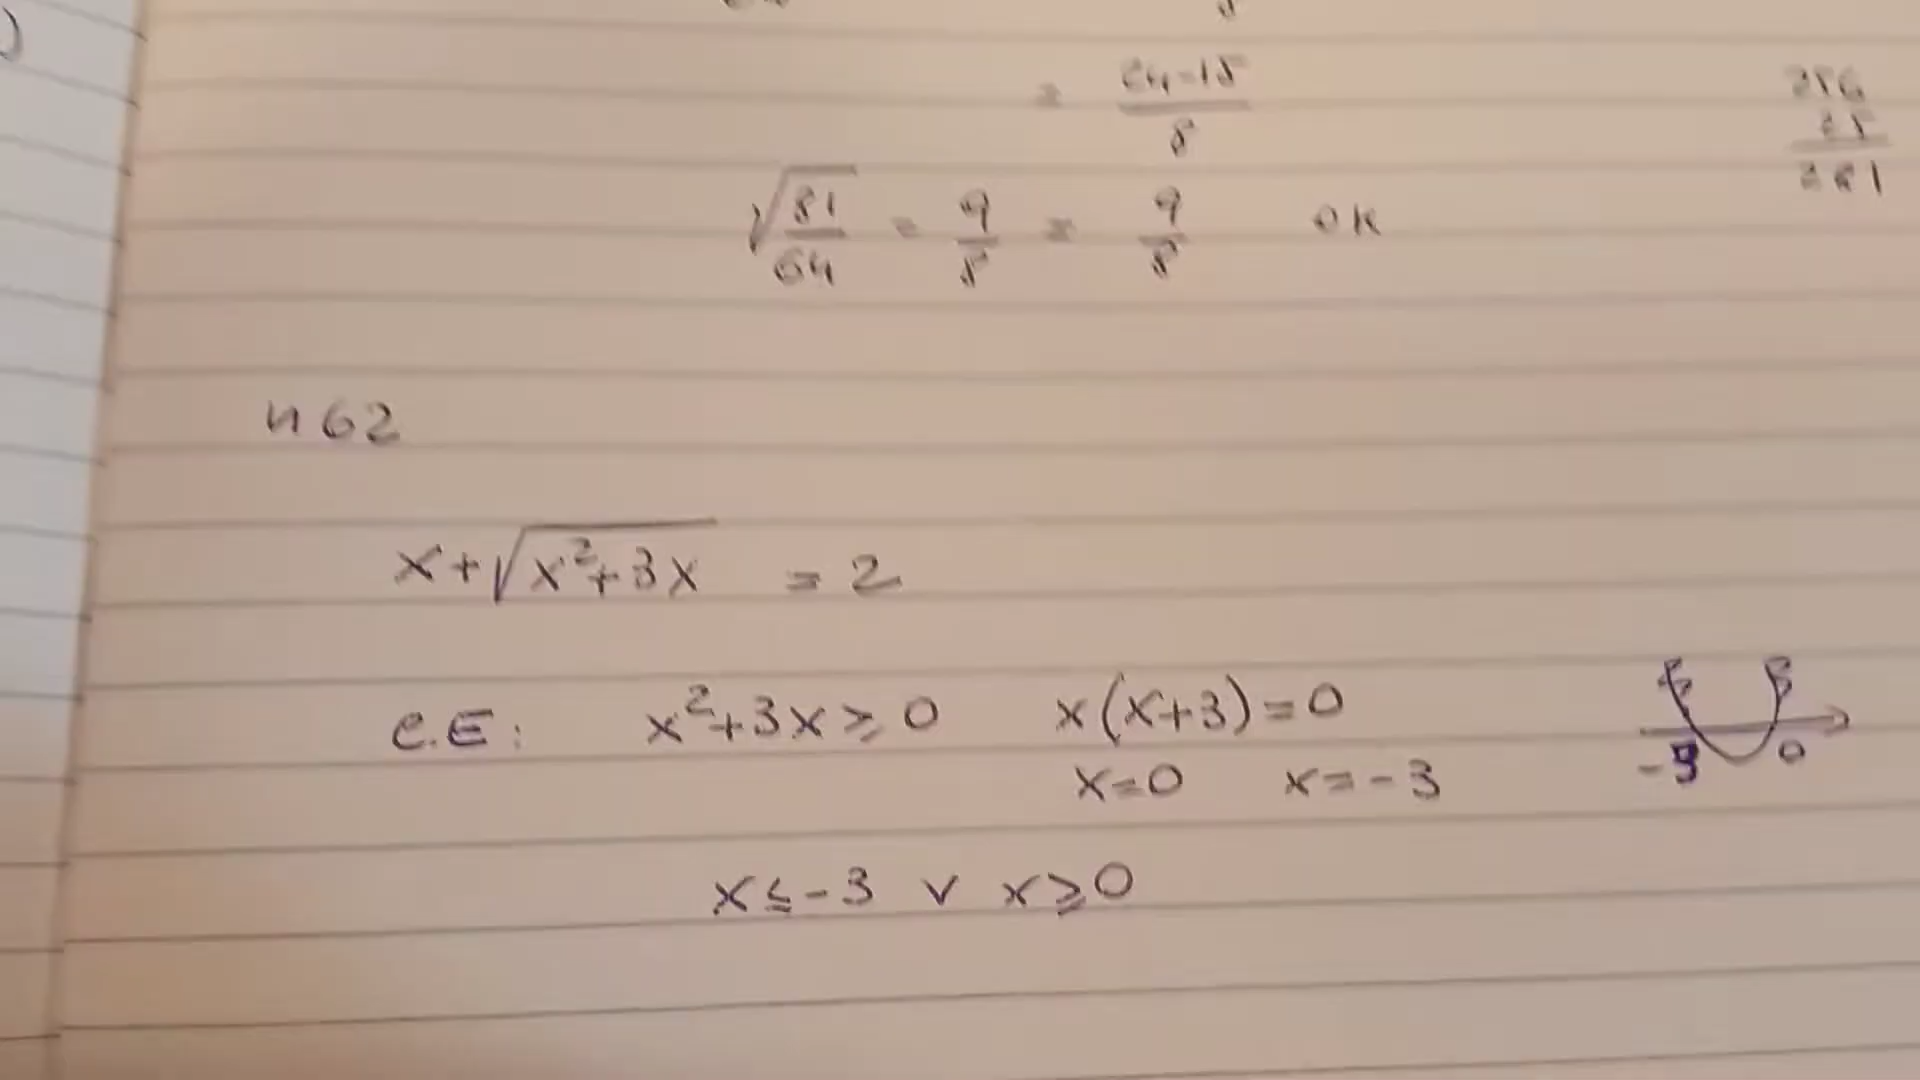 = 24-15/8
256
25
281
√81/64 = 9/8 = 9/8 OK
n 62
x+√x²+3x = 2
C.E: x²+3x ≥ 0 x(x+3)=0
x=0 x=-3
-3 0
x ≤ -3 ∨ x ≥ 0